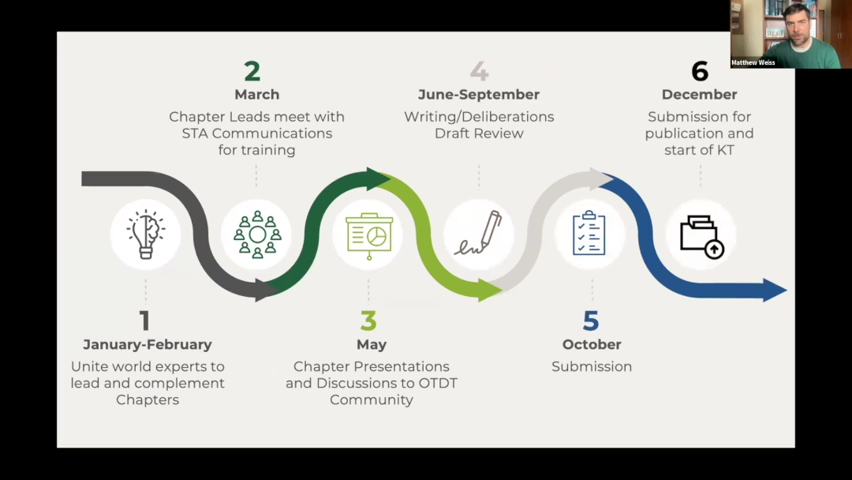 Matthew Weiss
2
March
Chapter Leads meet with
STA Communications
for training
4
June-September
Writing/Deliberations
Draft Review
6
December
Submission for
publication and
start of KT
1
January-February
Unite world experts to
lead and complement
Chapters
3
May
Chapter Presentations
and Discussions to OTDT
Community
5
October
Submission